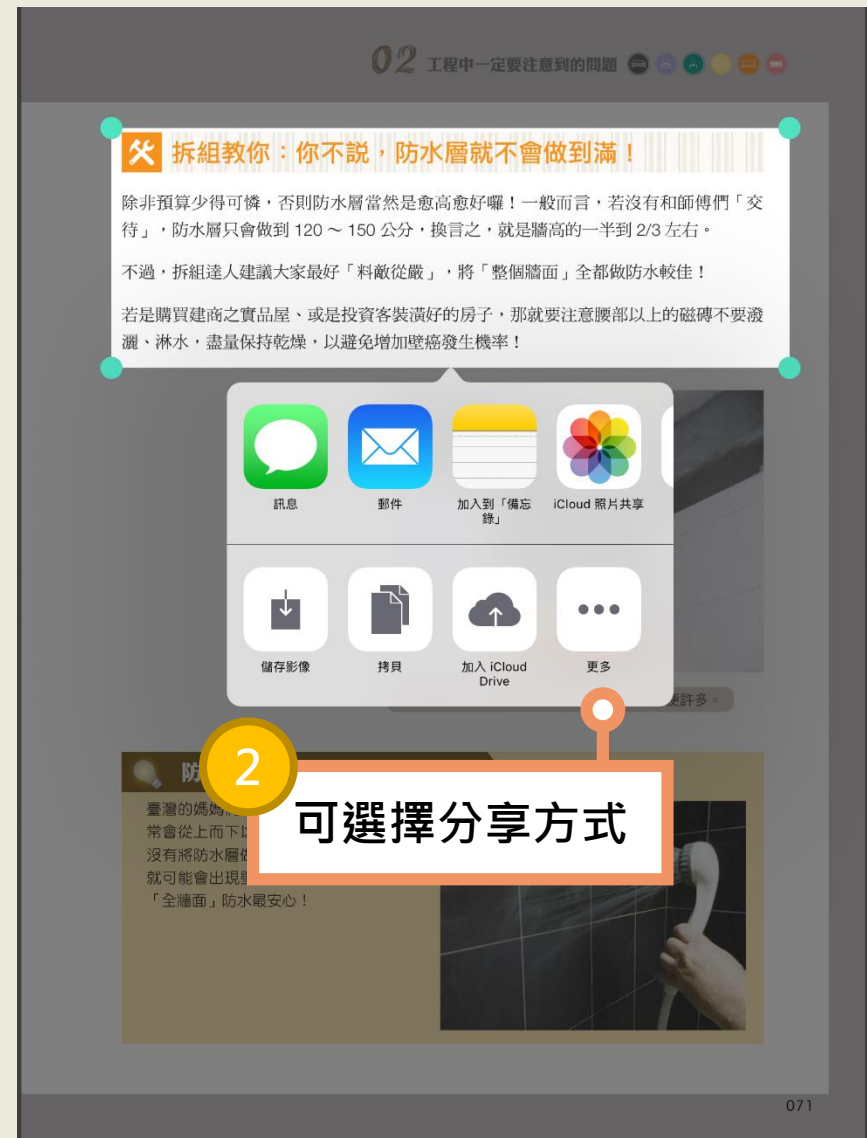 02 工程中一定要注意到的問題
拆組教你：你不説，防水層就不會做到滿！
除非預算少得可憐，否則防水層當然是愈高愈好囉！一般而言，若沒有和師傅們「交
待」，防水層只會做到 120 ～ 150 公分，換言之，就是牆高的一半到 2/3 左右。
不過，拆組達人建議大家最好「料敵從嚴」，將「整個牆面」全都做防水較佳！
若是購買建商之實品屋、或是投資客裝潢好的房子，那就要注意腰部以上的磁磚不要潑
灑、淋水，盡量保持乾燥，以避免增加壁癌發生機率！
訊息
郵件
加入到「備忘
錄」
iCloud 照片共享
儲存影像
拷貝
加入 iCloud
Drive
更多
便許多。
2
可選擇分享方式
防
臺灣的媽媽
常會從上而下
沒有將防水層
就可能會出現
「全牆面」防水最安心！
071